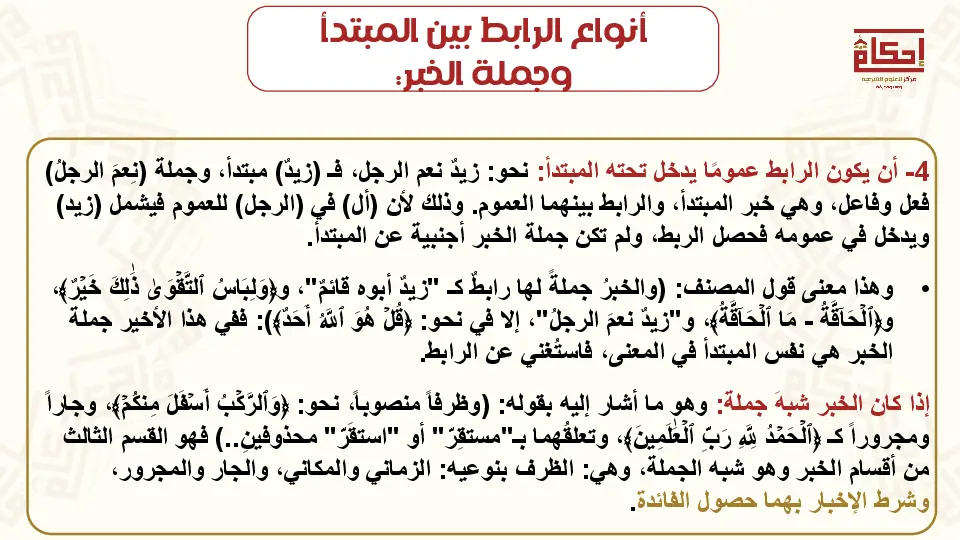 أنواع الرابط بين المبتدأ
وجملة الخبر:
إحكام
مركز للعلوم الشرعية
4- أن يكون الرابط عمومًا يدخل تحته المبتدأ: نحو: زيدٌ نعم الرجل، فـ (زيدٌ) مبتدأ، وجملة (نِعمَ الرجلُ)
فعل وفاعل، وهي خبر المبتدأ، والرابط بينهما العموم. وذلك لأن (أل) في (الرجل) للعموم فيشمل (زيد)
ويدخل في عمومه فحصل الربط، ولم تكن جملة الخبر أجنبية عن المبتدأ.
• وهذا معنى قول المصنف: (والخبرُ جملةً لها رابطٌ كـ "زيدٌ أبوه قائمٌ"، و﴿وَلِبَاسُ ٱلتَّقۡوَىٰ ذَٰلِكَ خَيۡرٌ﴾،
و﴿ٱلۡحَآقَّةُ - مَا ٱلۡحَآقَّةُ﴾، و"زيدٌ نعمَ الرجلُ"، إلا في نحو: ﴿قُلۡ هُوَ ٱللَّهُ أَحَدٌ﴾): ففي هذا الأخير جملة
الخبر هي نفس المبتدأ في المعنى، فاستُغني عن الرابط.
إذا كان الخبر شبهَ جملة: وهو ما أشار إليه بقوله: (وظرفاً منصوباً، نحو: ﴿وَٱلرَّكۡبُ أَسۡفَلَ مِنكُمۡ﴾، وجاراً
ومجروراً كـ ﴿ٱلۡحَمۡدُ لِلَّهِ رَبِّ ٱلۡعَٰلَمِينَ﴾، وتعلقُهما بـ"مستقِرّ" أو "استقَرّ" محذوفينِ..) فهو القسم الثالث
من أقسام الخبر وهو شبه الجملة، وهي: الظرف بنوعيه: الزماني والمكاني، والجار والمجرور،
وشرط الإخبار بهما حصول الفائدة.